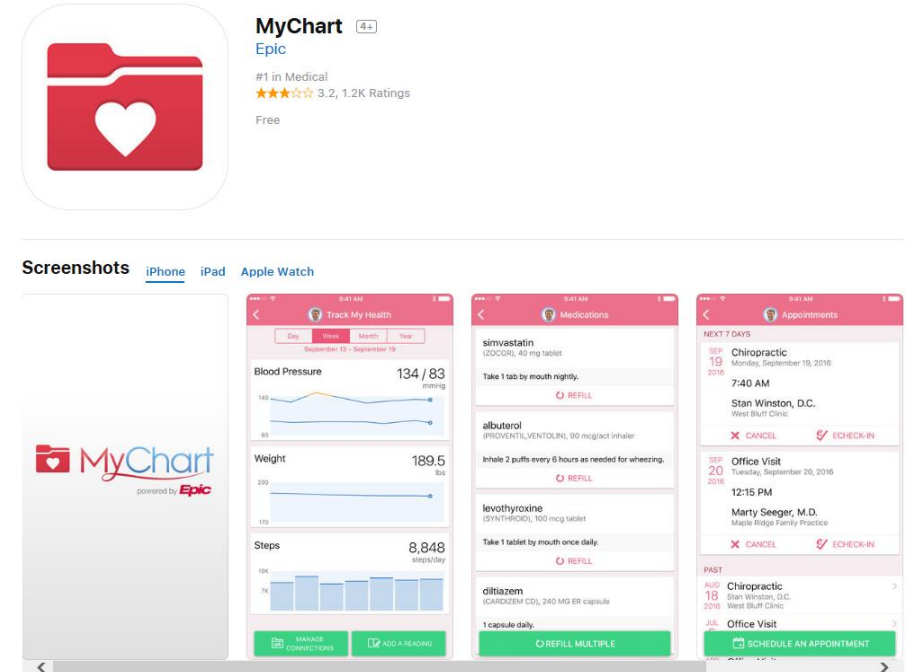 MyChart 4+
Epic
#1 in Medical
3.2, 1.2K Ratings
Free
Screenshots iPhone iPad Apple Watch
MyChart
powered by Epic
9:41 AM
Track My Health
Day Week Month Year
September 13 - September 19
Blood Pressure 134 / 83
mmHg
140
60
Weight 189.5
lbs
200
170
Steps 8,848
steps/day
15K
7K
MANAGE CONNECTIONS
ADD A READING
9:41 AM
Medications
simvastatin
(ZOCOR), 40 mg tablet
Take 1 tab by mouth nightly.
REFILL
albuterol
(PROVENTIL,VENTOLIN), 90 mcg/act inhaler
Inhale 2 puffs every 6 hours as needed for wheezing.
REFILL
levothyroxine
(SYNTHROID), 100 mcg tablet
Take 1 tablet by mouth once daily.
REFILL
diltiazem
(CARDIZEM CD), 240 MG ER capsule
1 capsule daily.
REFILL MULTIPLE
9:41 AM
Appointments
NEXT 7 DAYS
SEP 19 2016
Chiropractic
Monday, September 19, 2016
7:40 AM
Stan Winston, D.C.
West Bluff Clinic
CANCEL ECHECK-IN
SEP 20 2016
Office Visit
Tuesday, September 20, 2016
12:15 PM
Marty Seeger, M.D.
Maple Ridge Family Practice
CANCEL ECHECK-IN
PAST
AUG 18 2016
Chiropractic
Stan Winston, D.C.
West Bluff Clinic
JUL
Office Visit
SCHEDULE AN APPOINTMENT